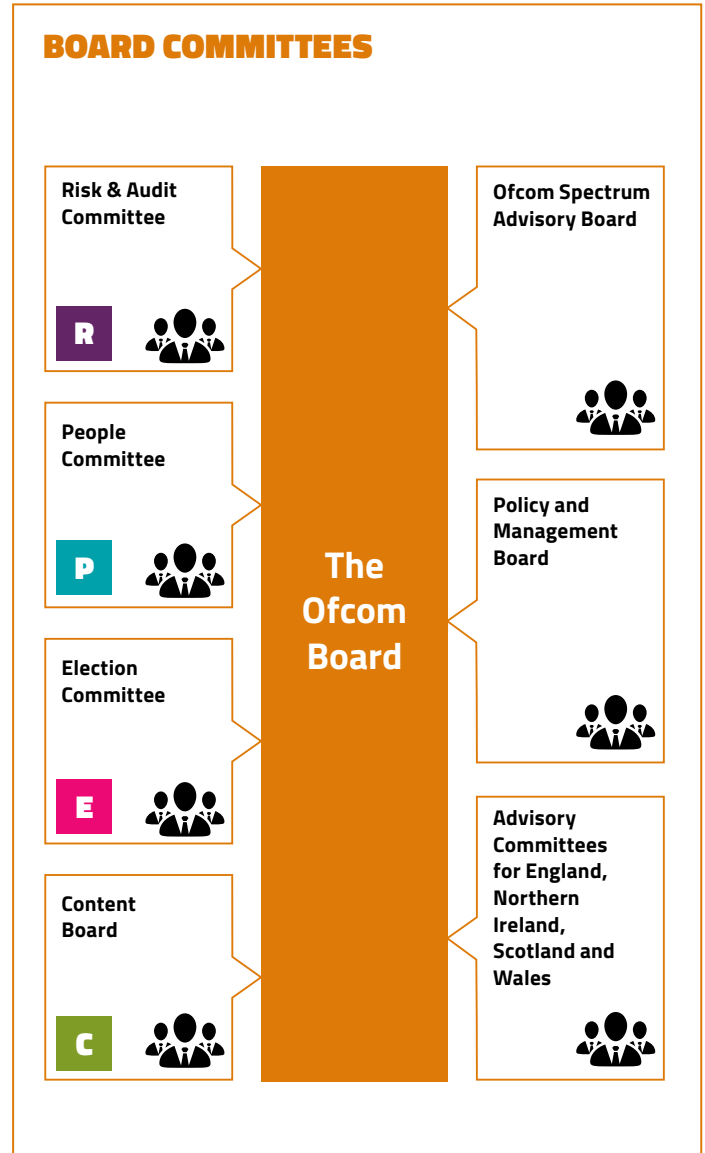 BOARD COMMITTEES
Risk & Audit
Committee
R
People
Committee
P
Election
Committee
E
Content
Board
C
The
Ofcom
Board
Ofcom Spectrum
Advisory Board
Policy and
Management
Board
Advisory
Committees
for England,
Northern
Ireland,
Scotland and
Wales